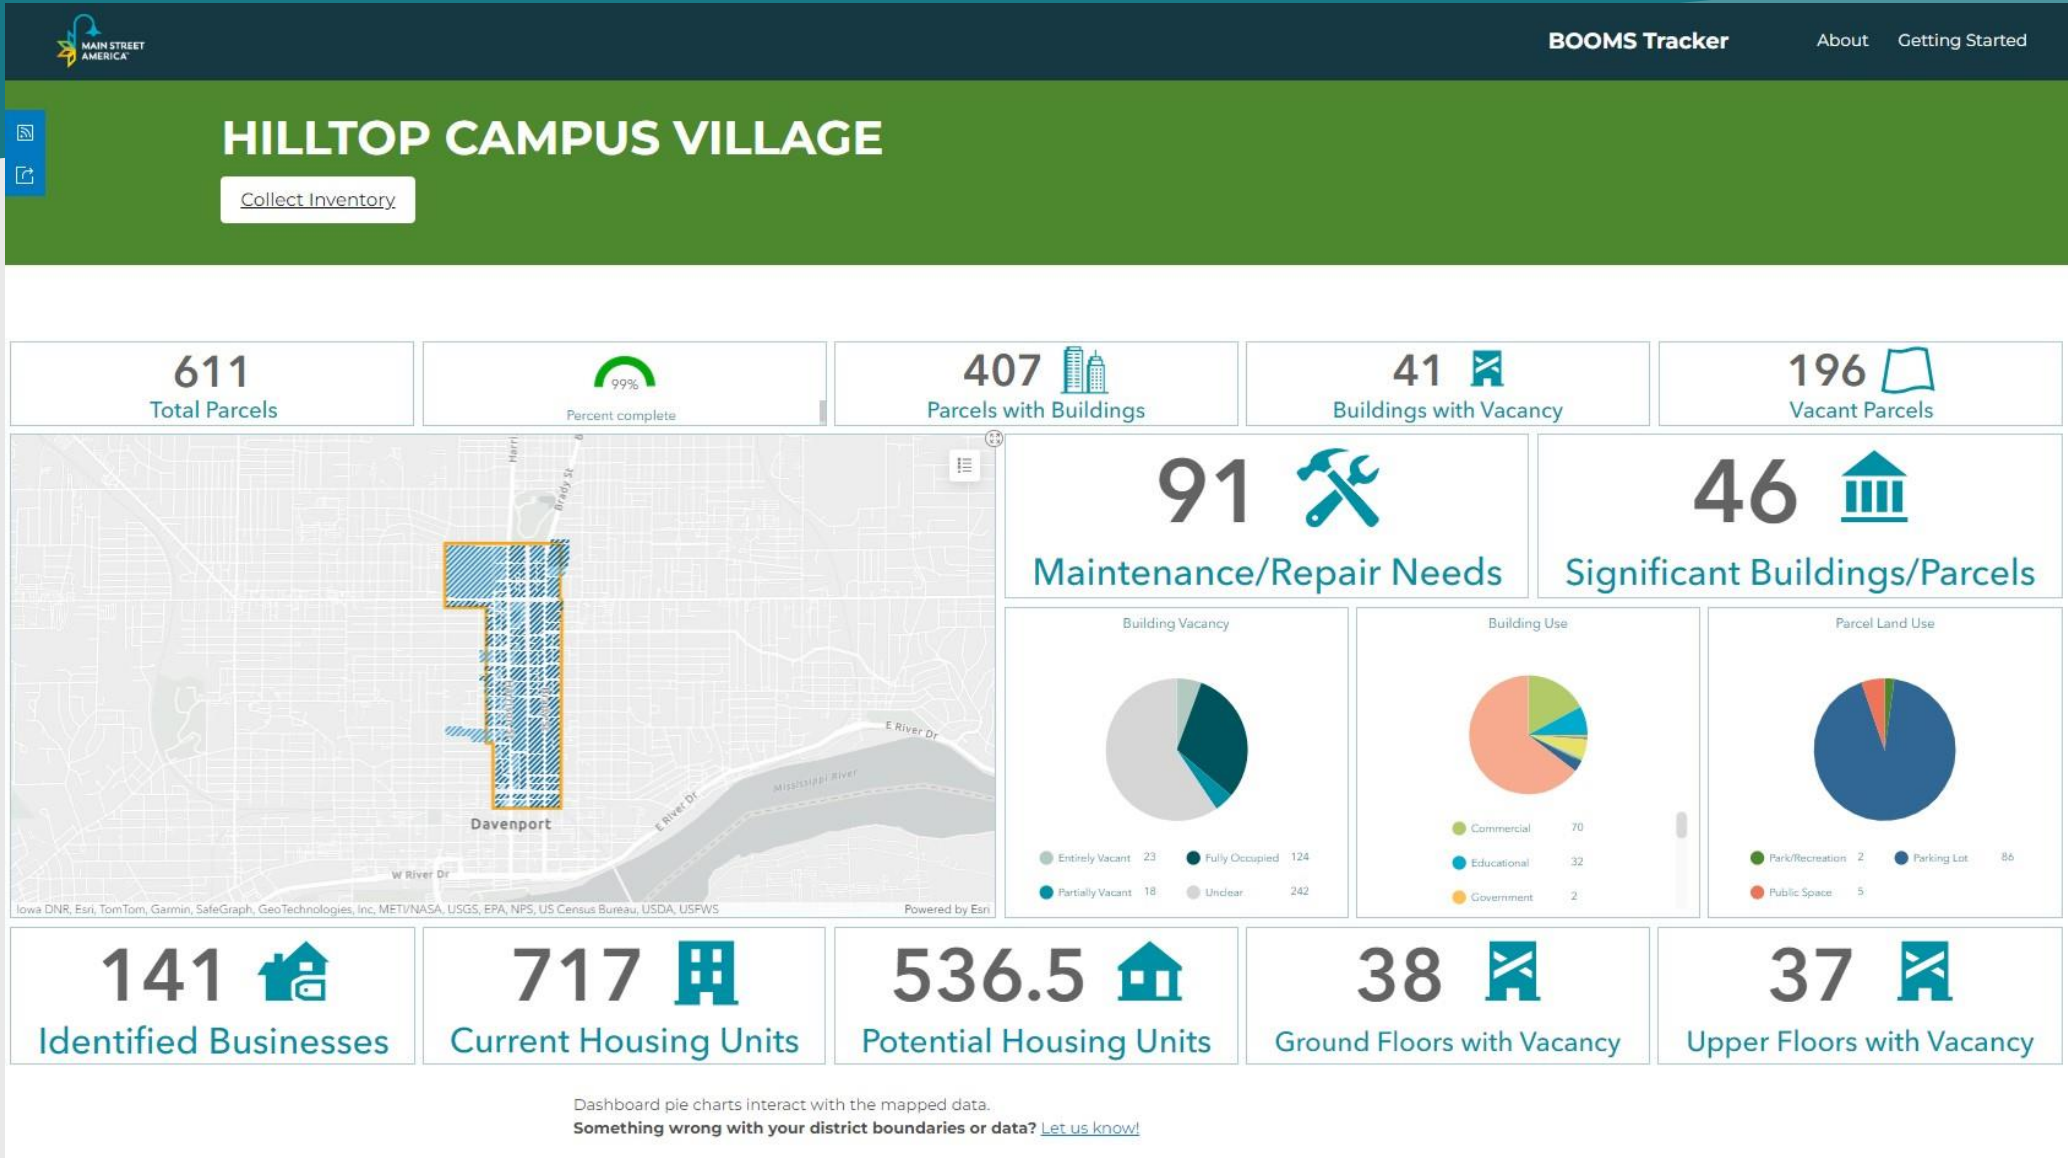 MAIN STREET
AMERICA
BOOMS Tracker
About
Getting Started
HILLTOP CAMPUS VILLAGE
Collect Inventory
611
Total Parcels
99%
Percent complete
407
Parcels with Buildings
41
Buildings with Vacancy
196
Vacant Parcels
Harri
B
Brady St
E River Dr
Mississippi River
E River Dr
Davenport
W River Dr
Iowa DNR, Esri, TomTom, Garmin, SafeGraph, GeoTechnologies, Inc, METI/NASA, USGS, EPA, NPS, US Census Bureau, USDA, USFWS
Powered by Esri
91
Maintenance/Repair Needs
46
Significant Buildings/Parcels
Building Vacancy
Entirely Vacant 23
Fully Occupied 124
Partially Vacant 18
Unclear 242
Building Use
Commercial 70
Educational 32
Government 2
Parcel Land Use
Park/Recreation 2
Parking Lot 86
Public Space 5
141
Identified Businesses
717
Current Housing Units
536.5
Potential Housing Units
38
Ground Floors with Vacancy
37
Upper Floors with Vacancy
Dashboard pie charts interact with the mapped data.
Something wrong with your district boundaries or data? Let us know!